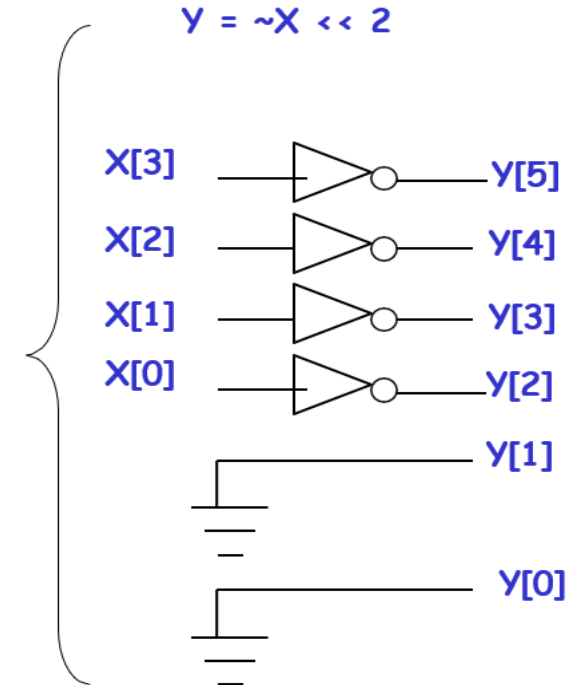 Y = ~X << 2
X[3] Y[5]
X[2] Y[4]
X[1] Y[3]
X[0] Y[2]
Y[1]
Y[0]